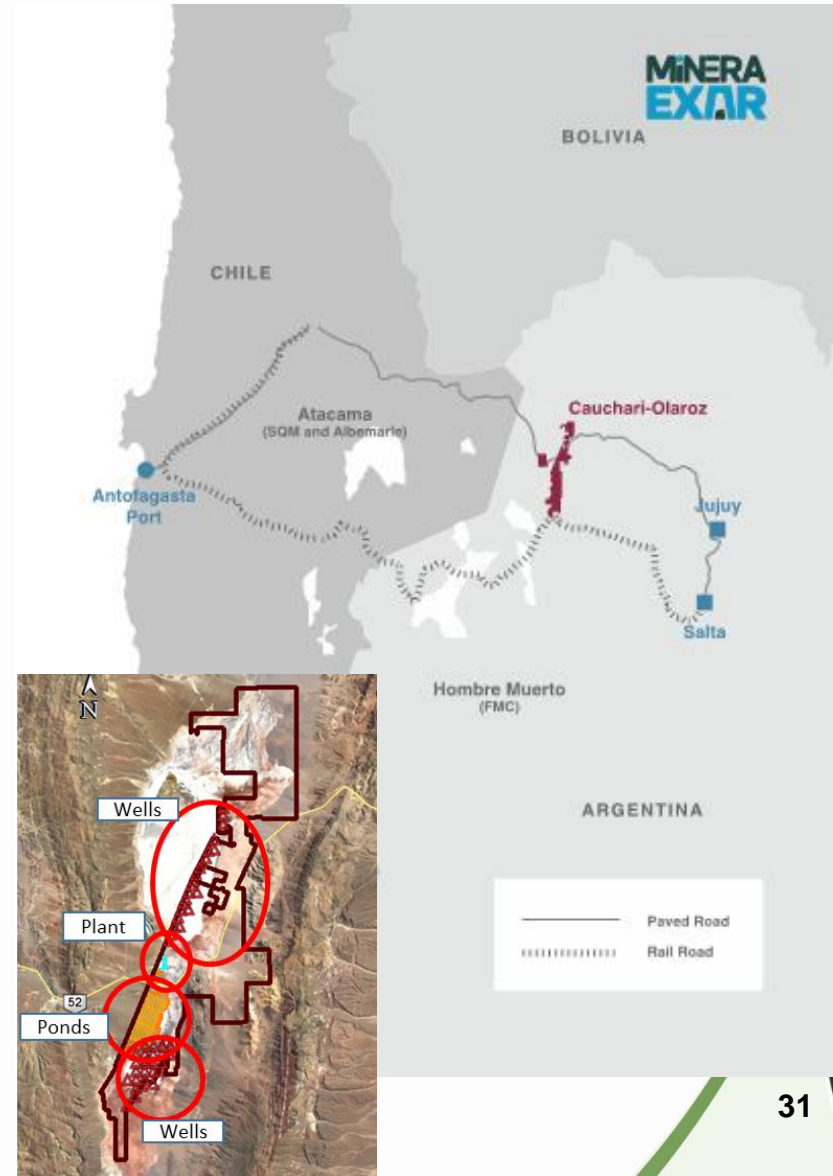 MINERA
EXAR
BOLIVIA
CHILE
Cauchari-Olaroz
Atacama
(SQM and Albemarle)
Antofagasta
Port
Jujuy
Salta
Hombre Muerto
(FMC)
ARGENTINA
Paved Road
Rail Road
N
Wells
Plant
52
Ponds
Wells
31